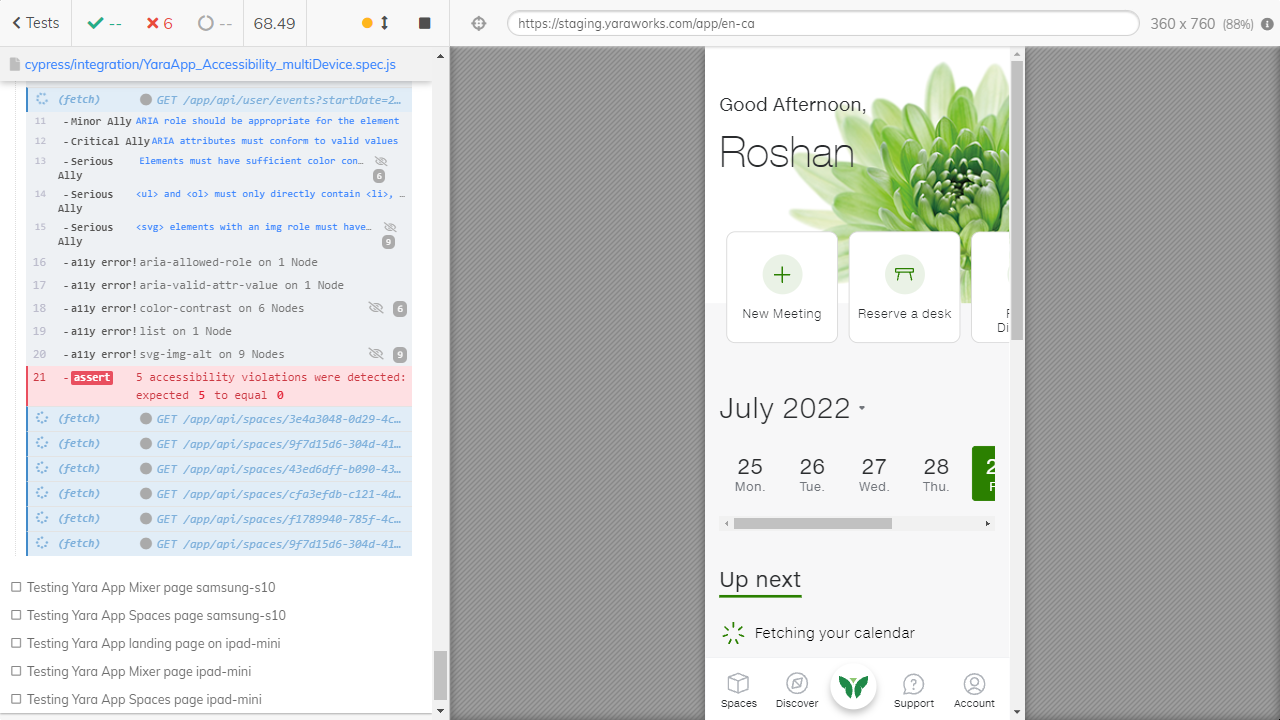 Tests
--
6
--
68.49
https://staging.yaraworks.com/app/en-ca
360 x 760 (88%)
cypress/integration/YaraApp_Accessibility_multiDevice.spec.js
(fetch) GET /app/api/user/events?startDate=2…
11 -Minor Ally ARIA role should be appropriate for the element
12 -Critical Ally ARIA attributes must conform to valid values
13 -Serious Ally Elements must have sufficient color con… 6
14 -Serious Ally <ul> and <ol> must only directly contain <li>, …
15 -Serious Ally <svg> elements with an img role must have… 9
16 -a11y error! aria-allowed-role on 1 Node
17 -a11y error! aria-valid-attr-value on 1 Node
18 -a11y error! color-contrast on 6 Nodes 6
19 -a11y error! list on 1 Node
20 -a11y error! svg-img-alt on 9 Nodes 9
21 -assert 5 accessibility violations were detected:
expected 5 to equal 0
(fetch) GET /app/api/spaces/3e4a3048-0d29-4c…
(fetch) GET /app/api/spaces/9f7d15d6-304d-41…
(fetch) GET /app/api/spaces/43ed6dff-b090-43…
(fetch) GET /app/api/spaces/cfa3efdb-c121-4d…
(fetch) GET /app/api/spaces/f1789940-785f-4c…
(fetch) GET /app/api/spaces/9f7d15d6-304d-41…
Testing Yara App Mixer page samsung-s10
Testing Yara App Spaces page samsung-s10
Testing Yara App landing page on ipad-mini
Testing Yara App Mixer page ipad-mini
Testing Yara App Spaces page ipad-mini
Good Afternoon,
Roshan
New Meeting
Reserve a desk
July 2022
25 26 27 28
Mon. Tue. Wed. Thu.
Up next
Fetching your calendar
Spaces Discover Support Account